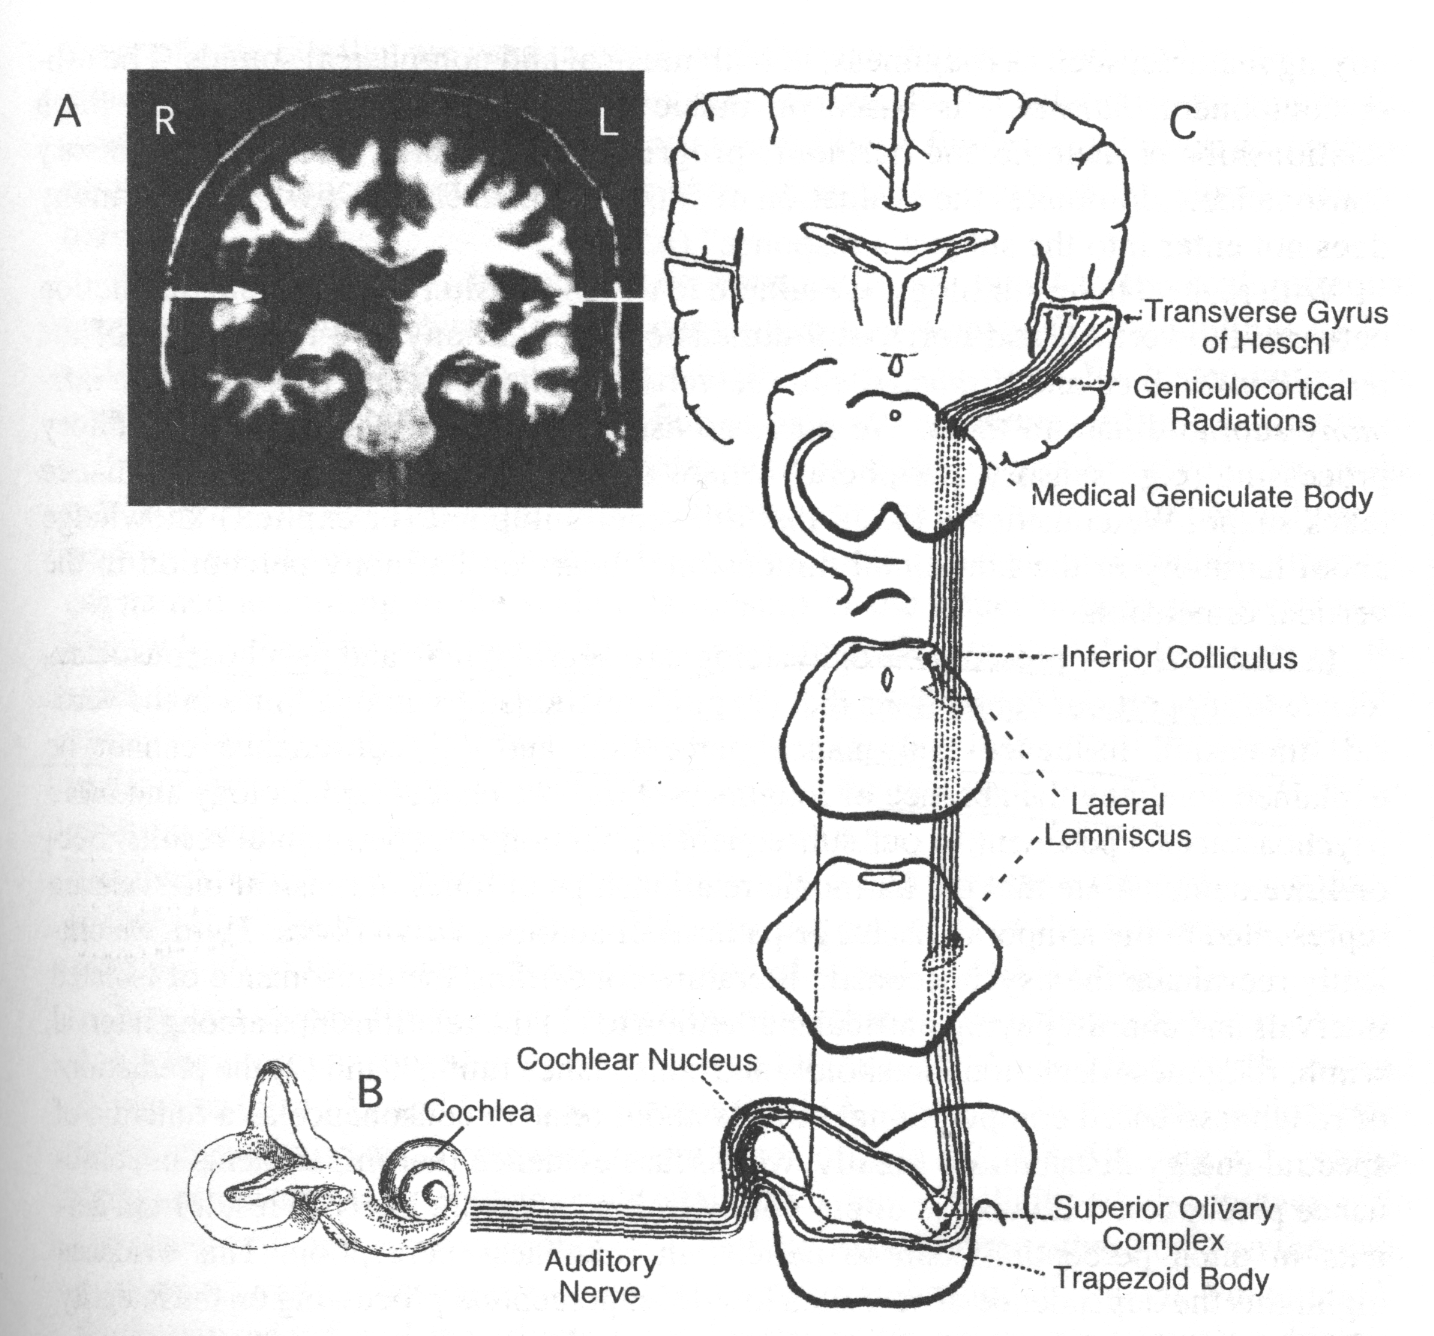 A
R
L
C
Transverse Gyrus
of Heschl
Geniculocortical
Radiations
Medical Geniculate Body
Inferior Colliculus
Lateral
Lemniscus
Cochlear Nucleus
B
Cochlea
Superior Olivary
Complex
Auditory
Nerve
Trapezoid Body